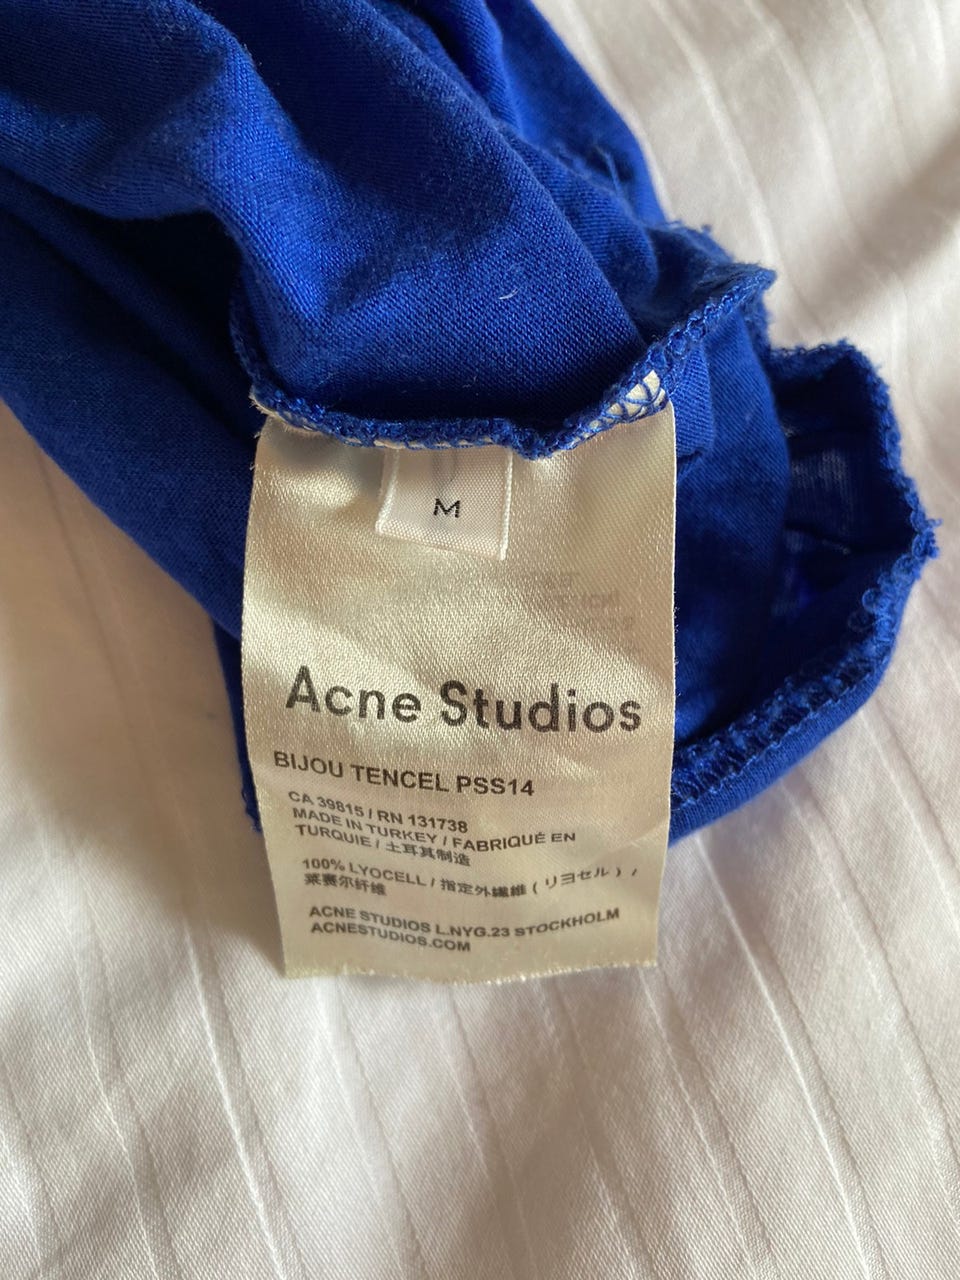 M
Acne Studios
BIJOU TENCEL PSS14
CA 39815 / RN 131738
MADE IN TURKEY / FABRIQUÉ EN
TURQUIE / 土耳其制造
100% LYOCELL / 指定外繊維 ( リヨセル ) /
莱赛尔纤维
ACNE STUDIOS L.NYG.23 STOCKHOLM
ACNESTUDIOS.COM